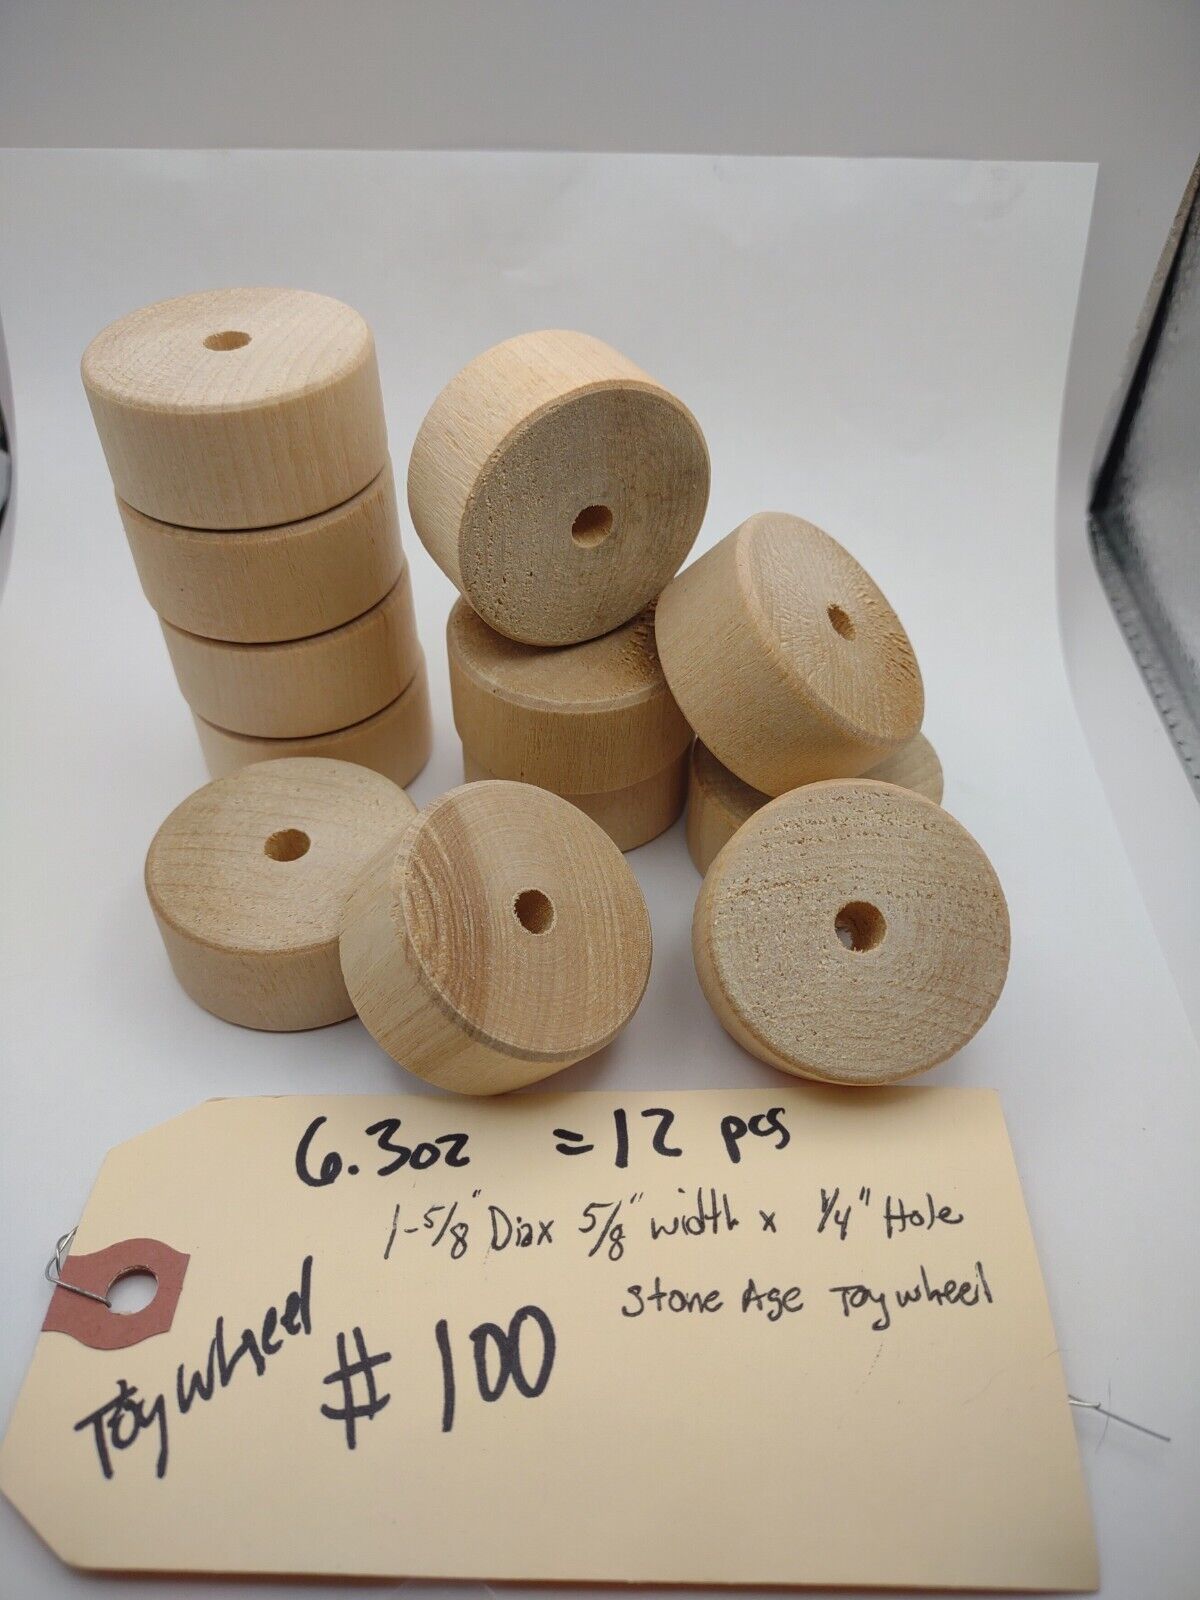 6.3oz = 12 pcs
1-5/8" Dia x 5/8" width x 1/4" Hole
Stone Age Toy wheel
Toy wheel # 100